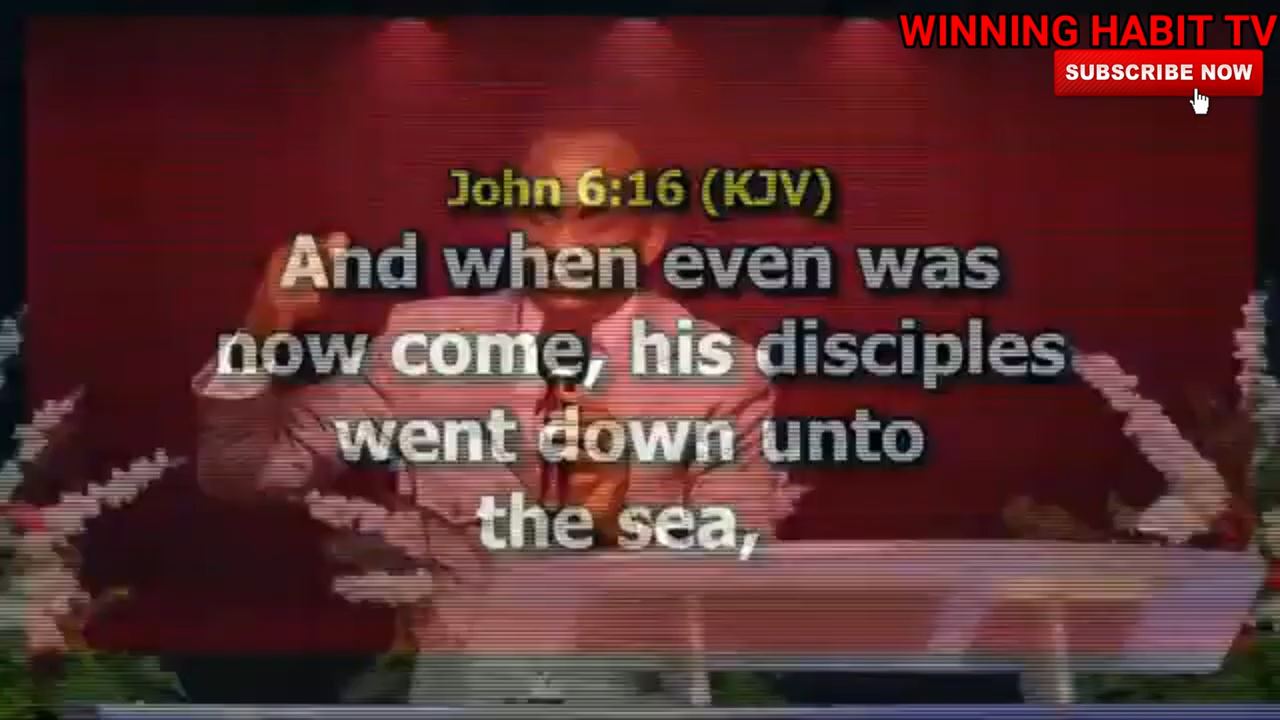 WINNING HABIT TV
SUBSCRIBE NOW
John 6:16 (KJV)
And when even was
now come, his disciples
went down unto
the sea,